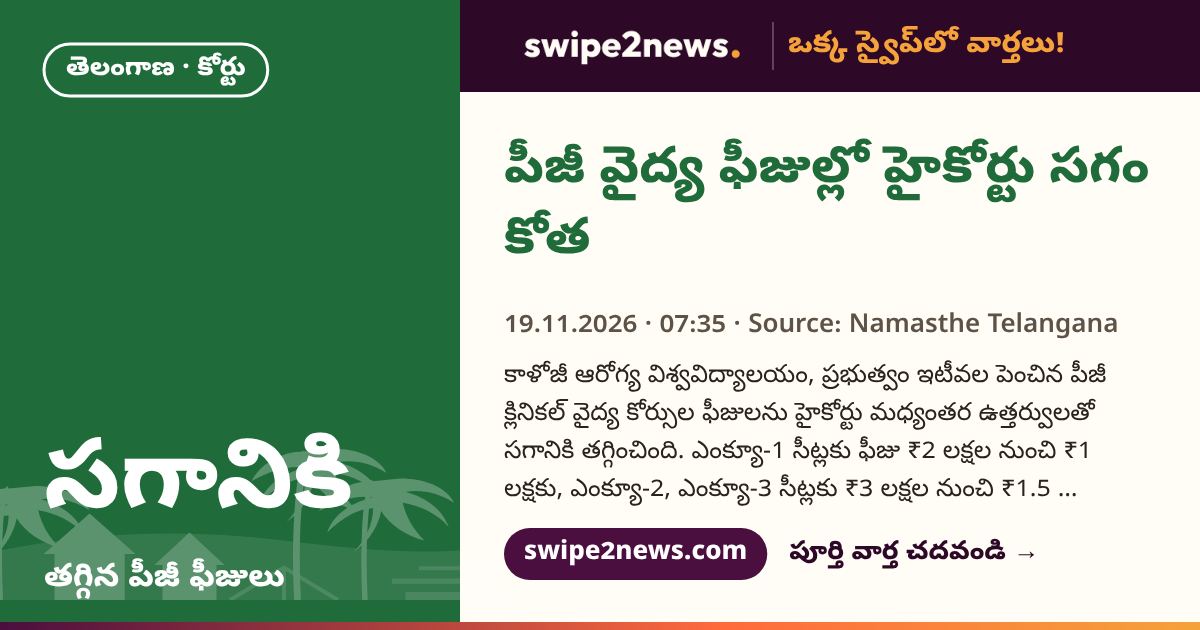 తెలంగాణ · కోర్టు
సగానికి
తగ్గిన పీజీ ఫీజులు
swipe2news. ఒక్క స్వైప్‌లో వార్తలు!
పీజీ వైద్య ఫీజుల్లో హైకోర్టు సగం
కోత
19.11.2026 · 07:35 · Source: Namasthe Telangana
కాళోజీ ఆరోగ్య విశ్వవిద్యాలయం, ప్రభుత్వం ఇటీవల పెంచిన పీజీ
క్లినికల్ వైద్య కోర్సుల ఫీజులను హైకోర్టు మధ్యంతర ఉత్తర్వులతో
సగానికి తగ్గించింది. ఎంక్యూ-1 సీట్లకు ఫీజు ₹2 లక్షల నుంచి ₹1
లక్షకు, ఎంక్యూ-2, ఎంక్యూ-3 సీట్లకు ₹3 లక్షల నుంచి ₹1.5 ...
swipe2news.com పూర్తి వార్త చదవండి →